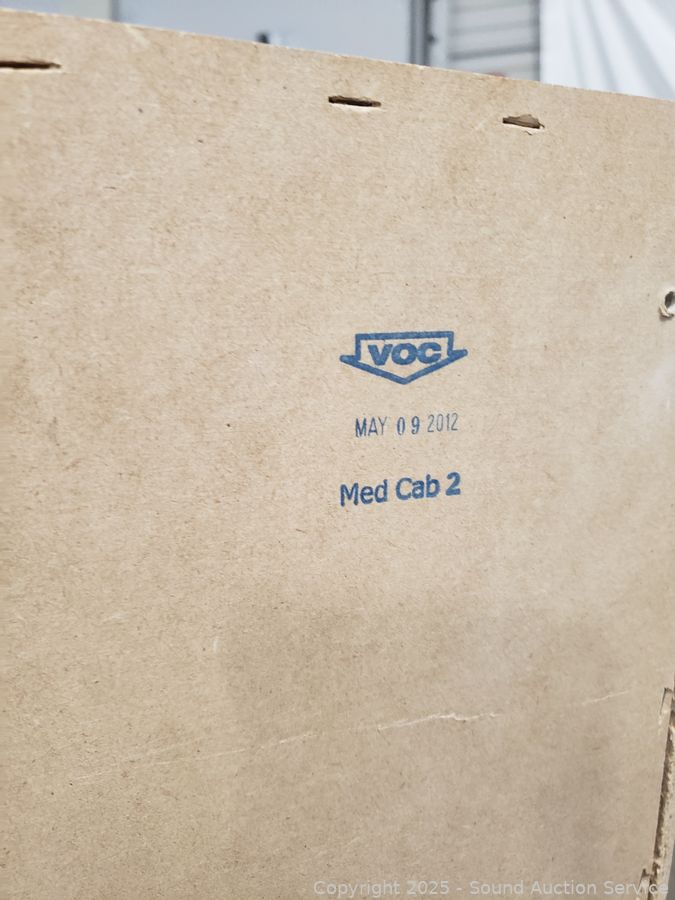 VOC
MAY 09 2012
Med Cab 2
Copyright 2025 - Sound Auction Service